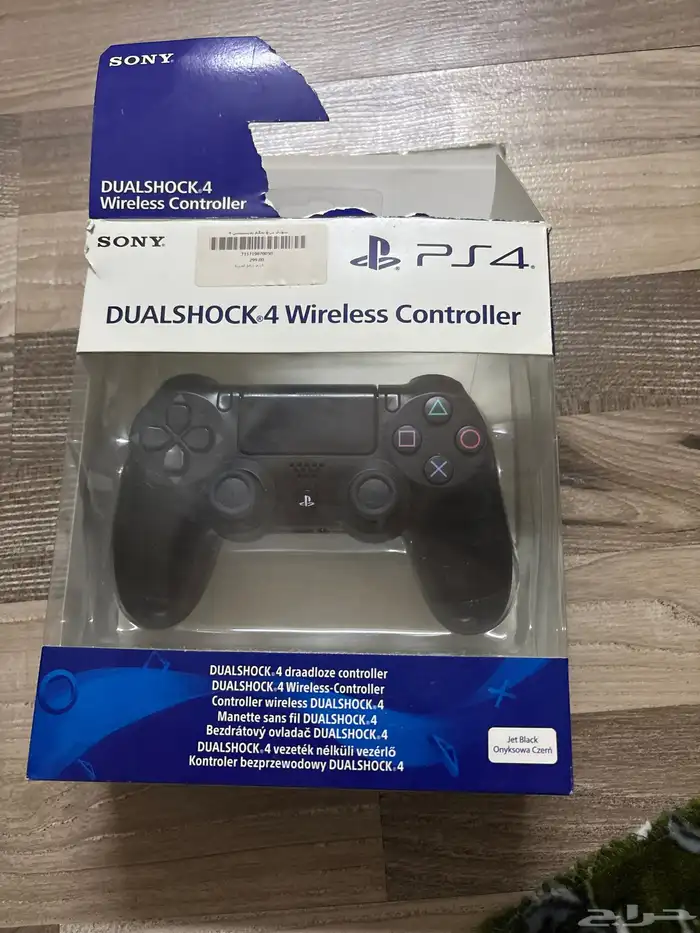 SONY
DUALSHOCK®4
Wireless Controller
SONY
299.00
PS4
DUALSHOCK®4 Wireless Controller
DUALSHOCK®4 draadloze controller
DUALSHOCK®4 Wireless-Controller
Controller wireless DUALSHOCK®4
Manette sans fil DUALSHOCK®4
Bezdrátový ovladač DUALSHOCK®4
DUALSHOCK®4 vezeték nélküli vezérlő
Kontroler bezprzewodowy DUALSHOCK®4
Jet Black
Onyksowa Czerń
حراج